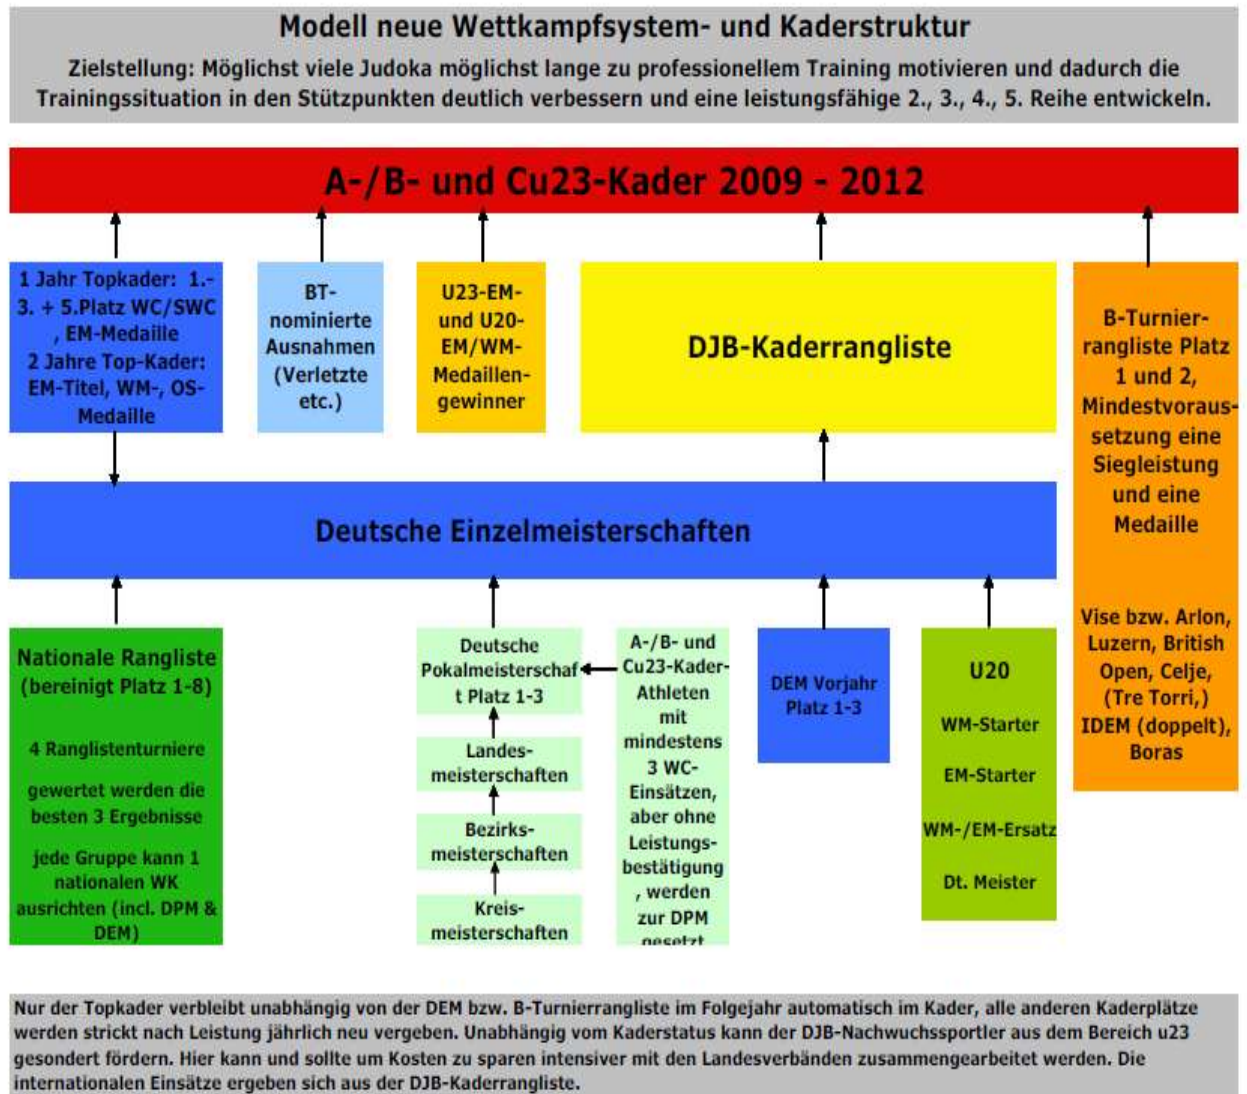 Modell neue Wettkampfsystem- und Kaderstruktur
Zielstellung: Möglichst viele Judoka möglichst lange zu professionellem Training motivieren und dadurch die
Trainingssituation in den Stützpunkten deutlich verbessern und eine leistungsfähige 2., 3., 4., 5. Reihe entwickeln.
A-/B- und Cu23-Kader 2009 - 2012
1 Jahr Topkader: 1.-
3. + 5.Platz WC/SWC
, EM-Medaille
2 Jahre Top-Kader:
EM-Titel, WM-, OS-
Medaille
BT-
nominierte
Ausnahmen
(Verletzte
etc.)
U23-EM-
und U20-
EM/WM-
Medaillen-
gewinner
DJB-Kaderrangliste
B-Turnier-
rangliste Platz
1 und 2,
Mindestvoraus-
setzung eine
Siegleistung
und eine
Medaille
Vise bzw. Arlon,
Luzern, British
Open, Celje,
(Tre Torri,)
IDEM (doppelt),
Boras
Deutsche Einzelmeisterschaften
Nationale Rangliste
(bereinigt Platz 1-8)
4 Ranglistenturniere
gewertet werden die
besten 3 Ergebnisse
jede Gruppe kann 1
nationalen WK
ausrichten (incl. DPM &
DEM)
Deutsche
Pokalmeisterschaf
t Platz 1-3
Landes-
meisterschaften
Bezirks-
meisterschaften
Kreis-
meisterschaften
A-/B- und
Cu23-Kader-
Athleten
mit
mindestens
3 WC-
Einsätzen,
aber ohne
Leistungs-
bestätigung
, werden
zur DPM
gesetzt
DEM Vorjahr
Platz 1-3
U20
WM-Starter
EM-Starter
WM-/EM-Ersatz
Dt. Meister
Nur der Topkader verbleibt unabhängig von der DEM bzw. B-Turnierrangliste im Folgejahr automatisch im Kader, alle anderen Kaderplätze
werden strickt nach Leistung jährlich neu vergeben. Unabhängig vom Kaderstatus kann der DJB-Nachwuchssportler aus dem Bereich u23
gesondert fördern. Hier kann und sollte um Kosten zu sparen intensiver mit den Landesverbänden zusammengearbeitet werden. Die
internationalen Einsätze ergeben sich aus der DJB-Kaderrangliste.